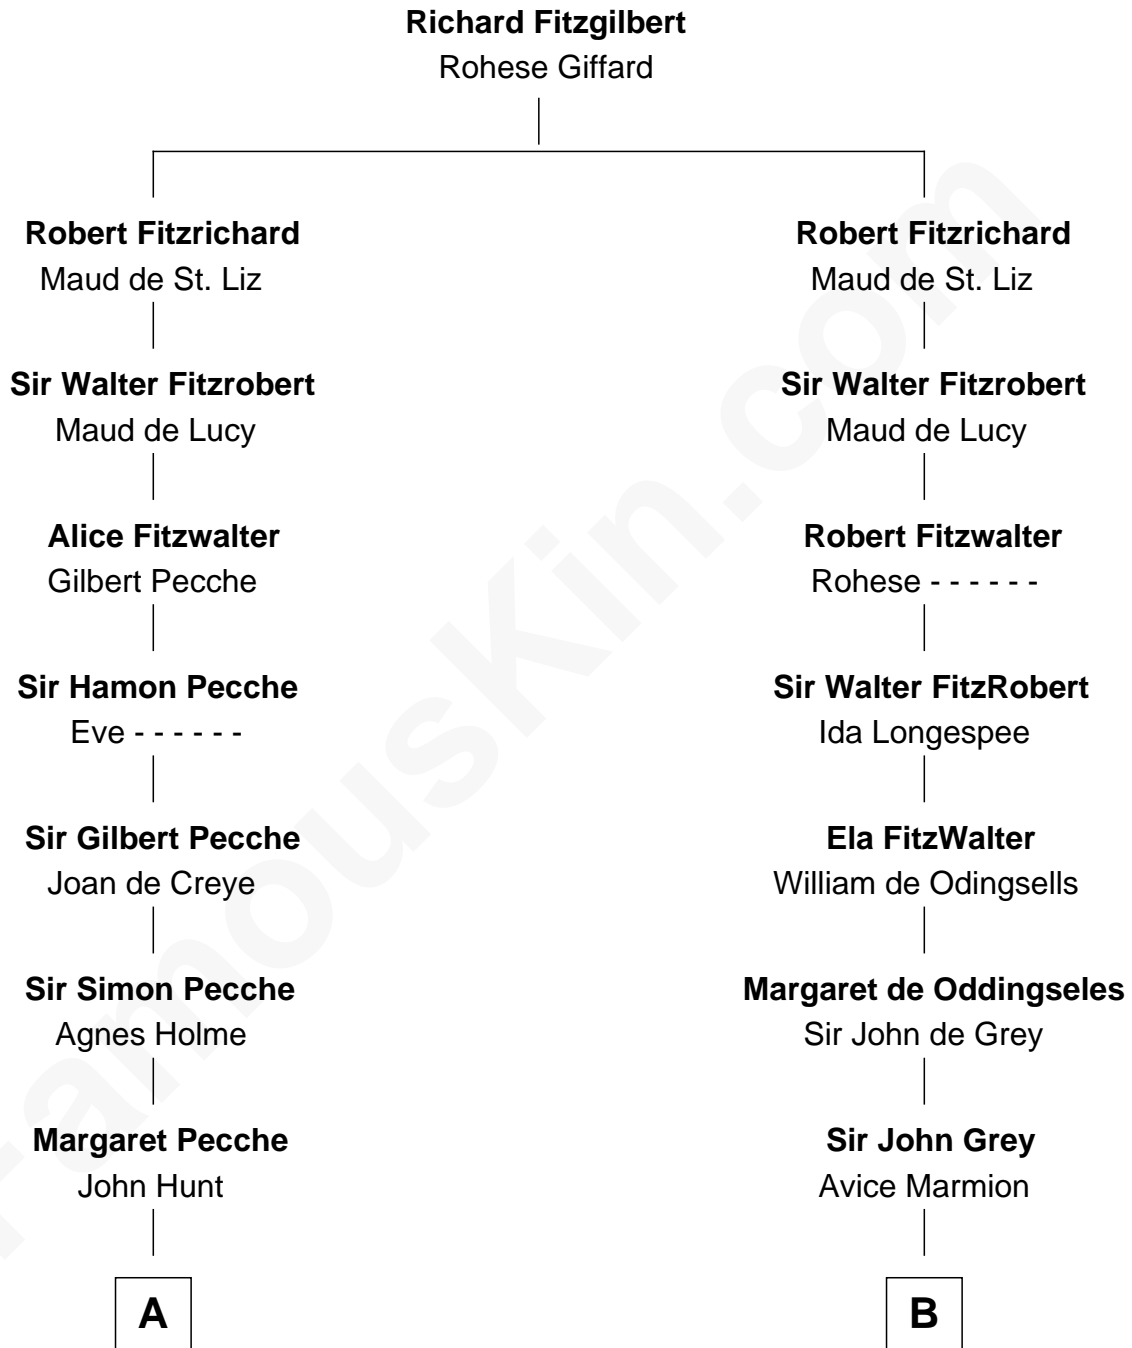 Richard Fitzgilbert
Rohese Giffard
Robert Fitzrichard
Maud de St. Liz
Robert Fitzrichard
Maud de St. Liz
Sir Walter Fitzrobert
Maud de Lucy
Sir Walter Fitzrobert
Maud de Lucy
Alice Fitzwalter
Gilbert Pecche
Robert Fitzwalter
Rohese - - - - - -
Sir Hamon Pecche
Eve - - - - - -
Sir Walter FitzRobert
Ida Longespee
Sir Gilbert Pecche
Joan de Creye
Ela FitzWalter
William de Odingsells
Sir Simon Pecche
Agnes Holme
Margaret de Oddingseles
Sir John de Grey
Margaret Pecche
John Hunt
Sir John Grey
Avice Marmion
A
B
FamousKin.com